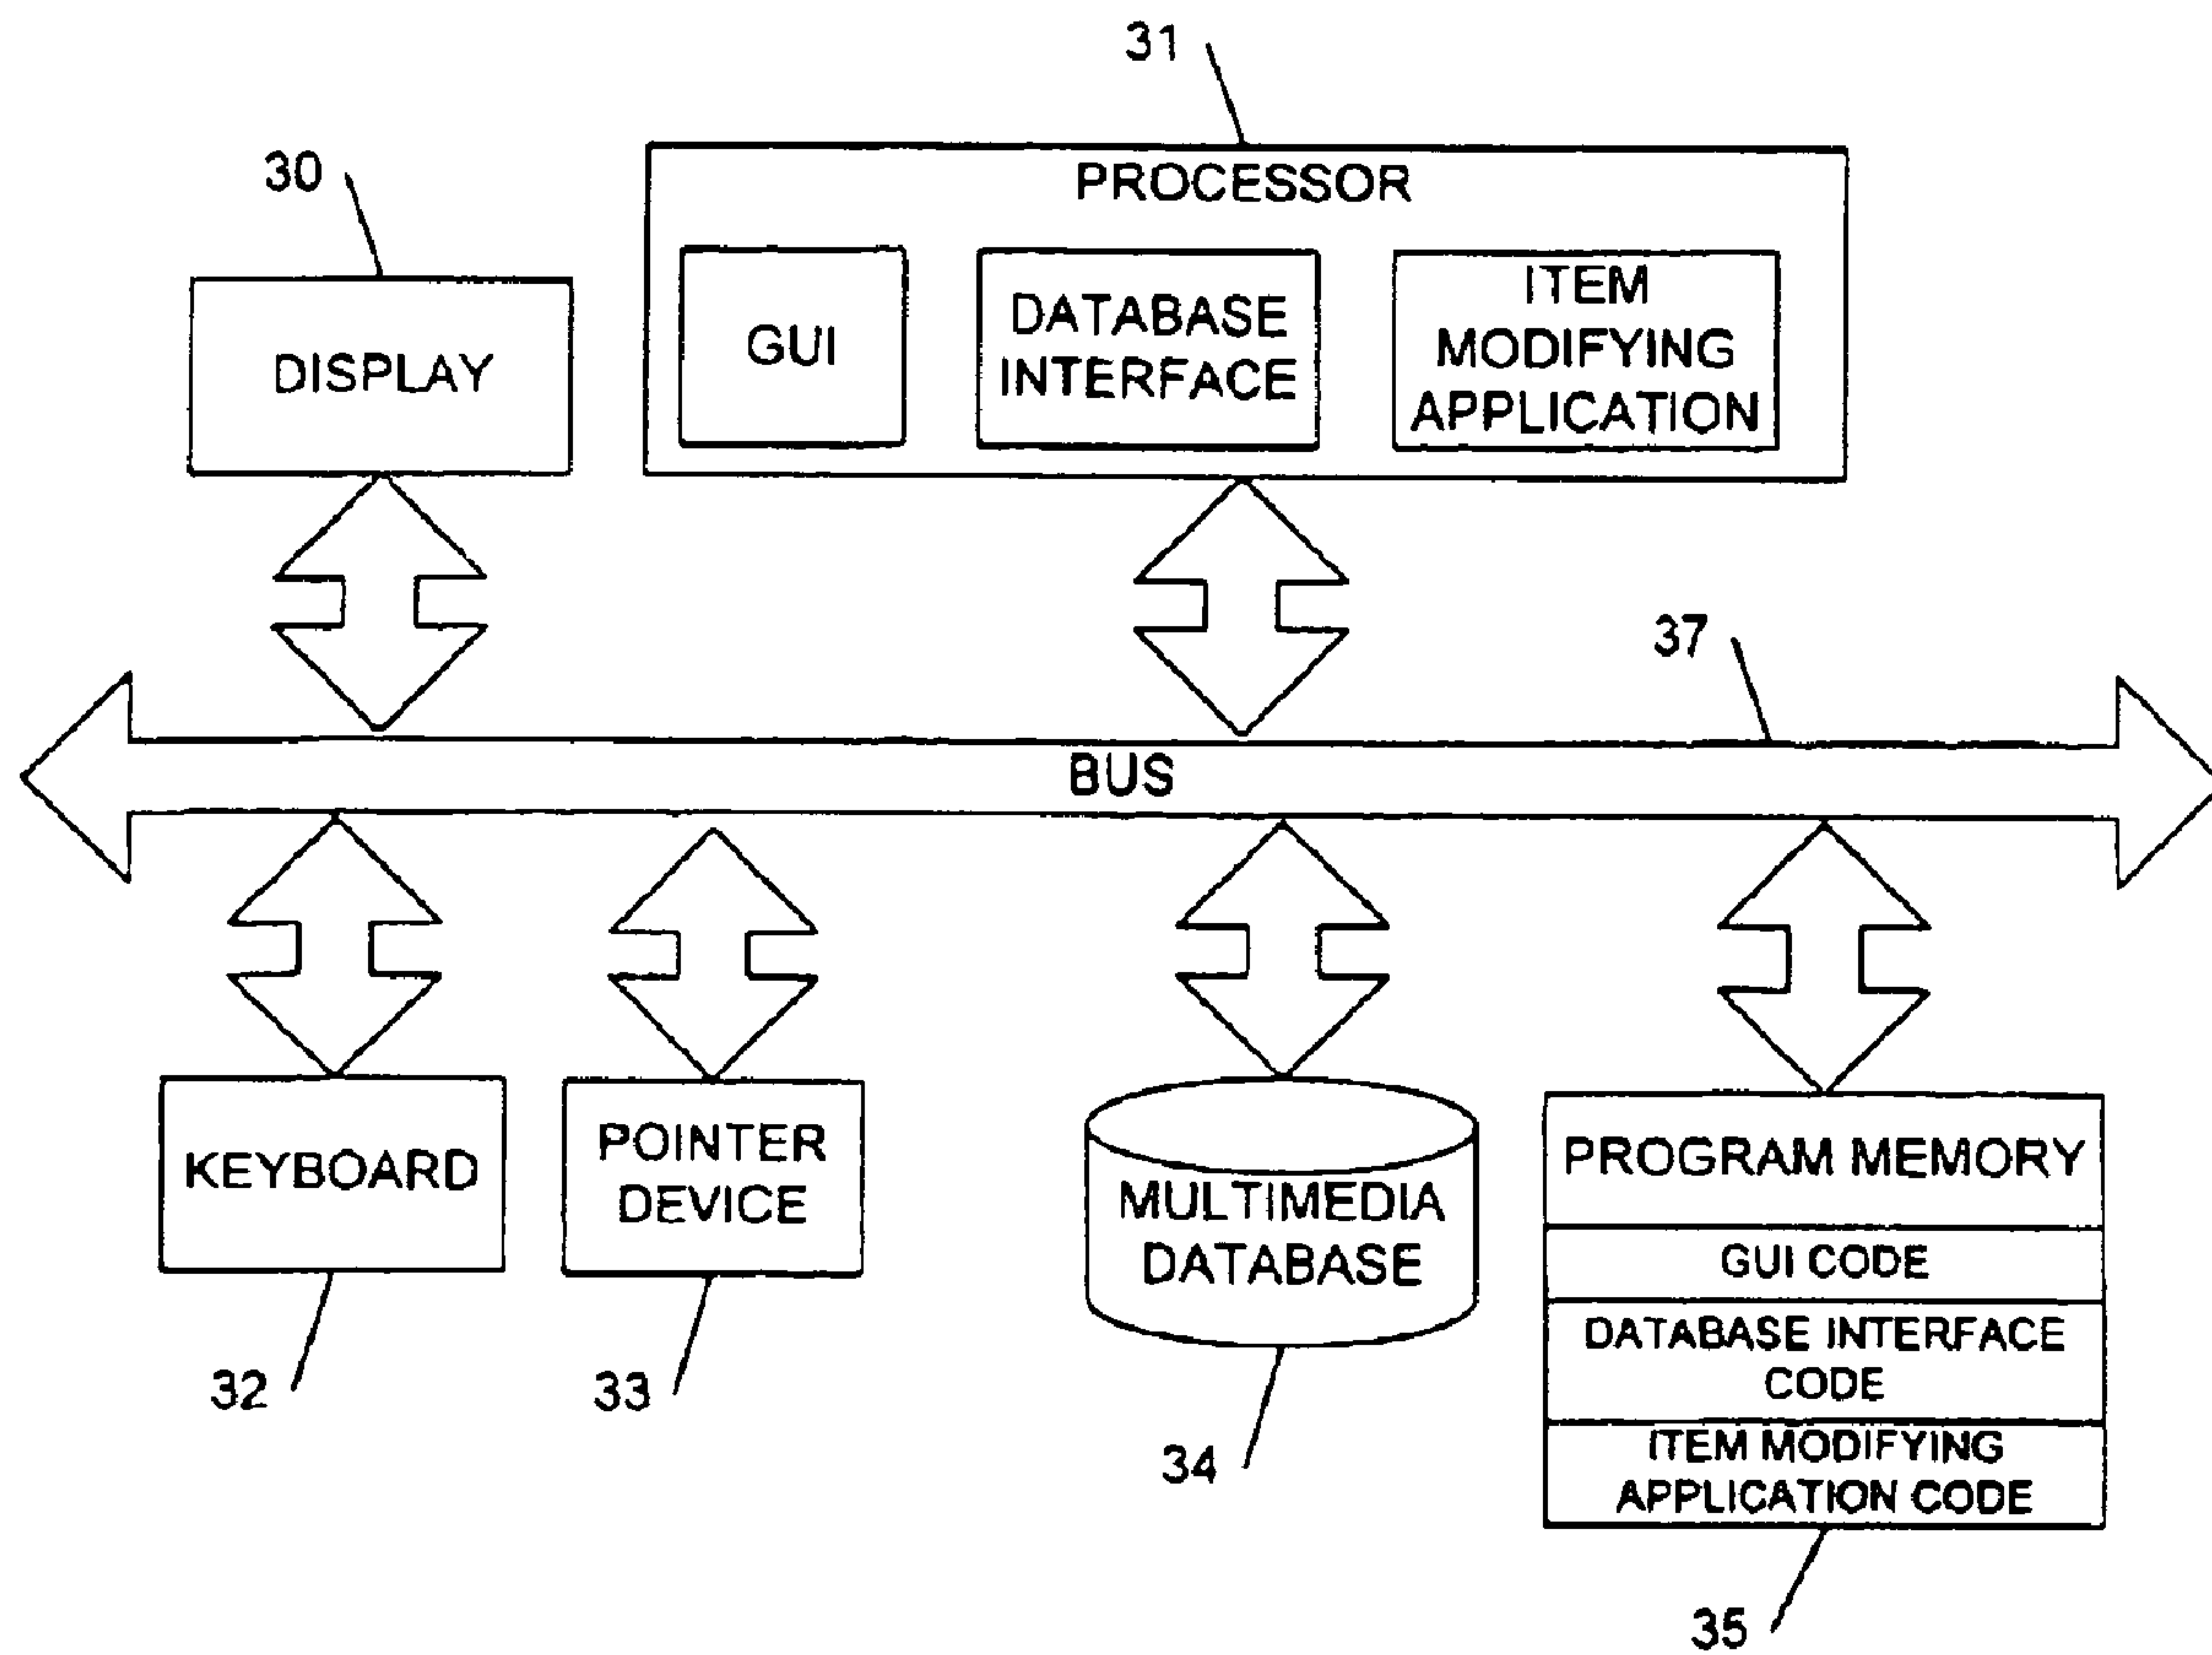 31
30
PROCESSOR
GUI
DATABASE
INTERFACE
ITEM
MODIFYING
APPLICATION
DISPLAY
37
BUS
KEYBOARD
POINTER
DEVICE
MULTIMEDIA
DATABASE
PROGRAM MEMORY
GUI CODE
DATABASE INTERFACE
CODE
ITEM MODIFYING
APPLICATION CODE
32
33
34
35